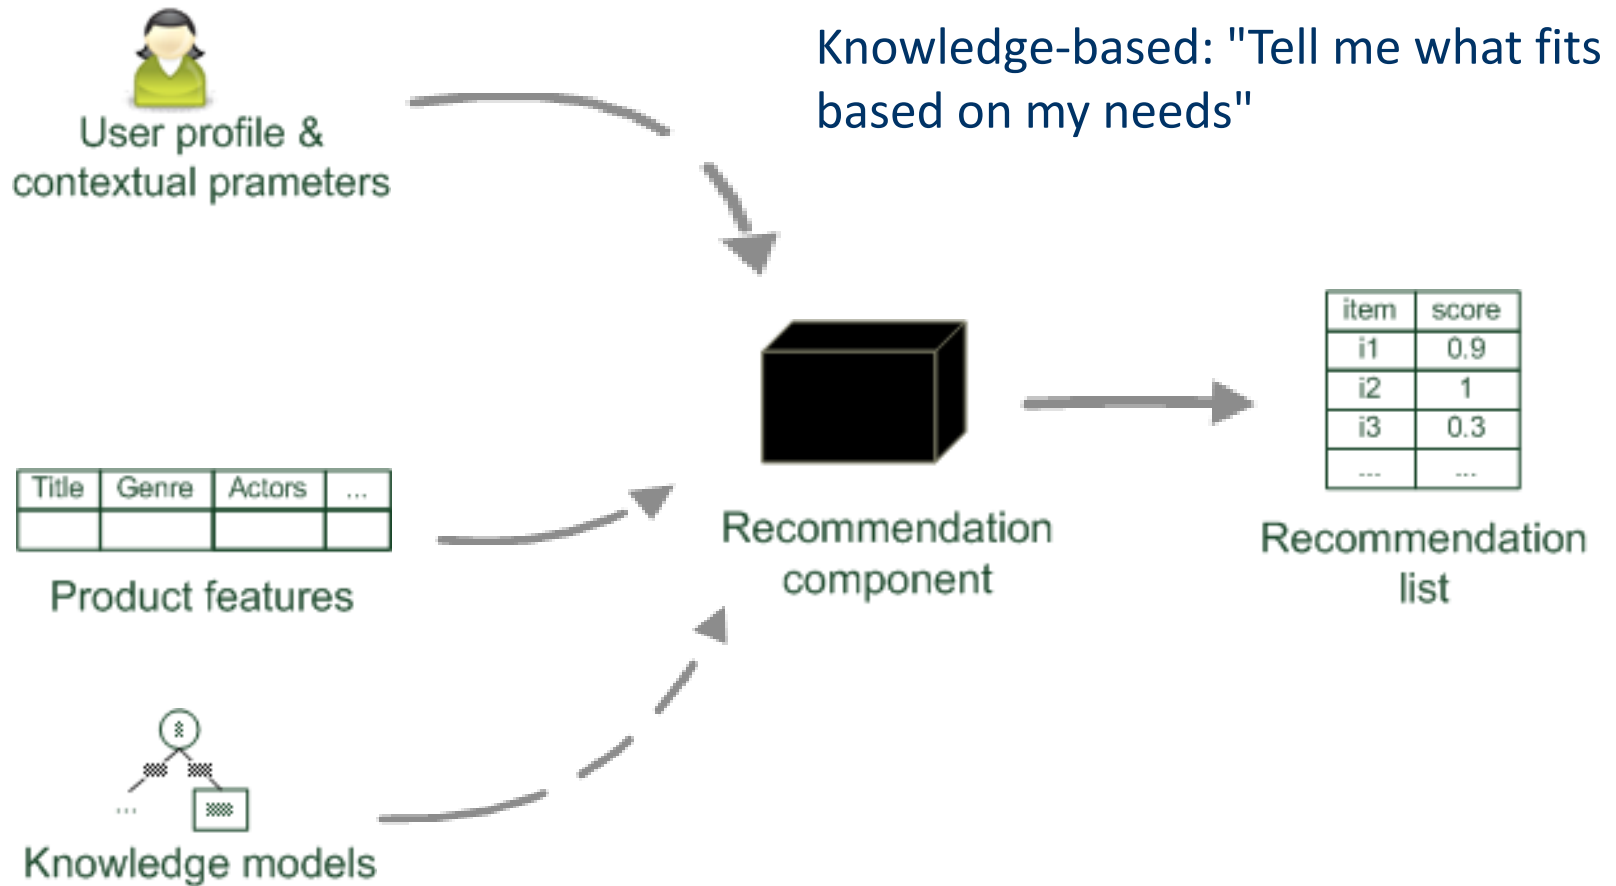 Knowledge-based: "Tell me what fits
based on my needs"
User profile &
contextual prameters
Title Genre Actors ...
Product features
...
Knowledge models
Recommendation
component
item score
i1 0.9
i2 1
i3 0.3
... ...
Recommendation
list